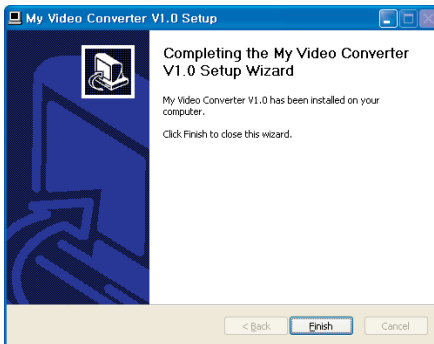 My Video Converter V1.0 Setup
Completing the My Video Converter
V1.0 Setup Wizard
My Video Converter V1.0 has been installed on your
computer.
Click Finish to close this wizard.
< Back
Finish
Cancel